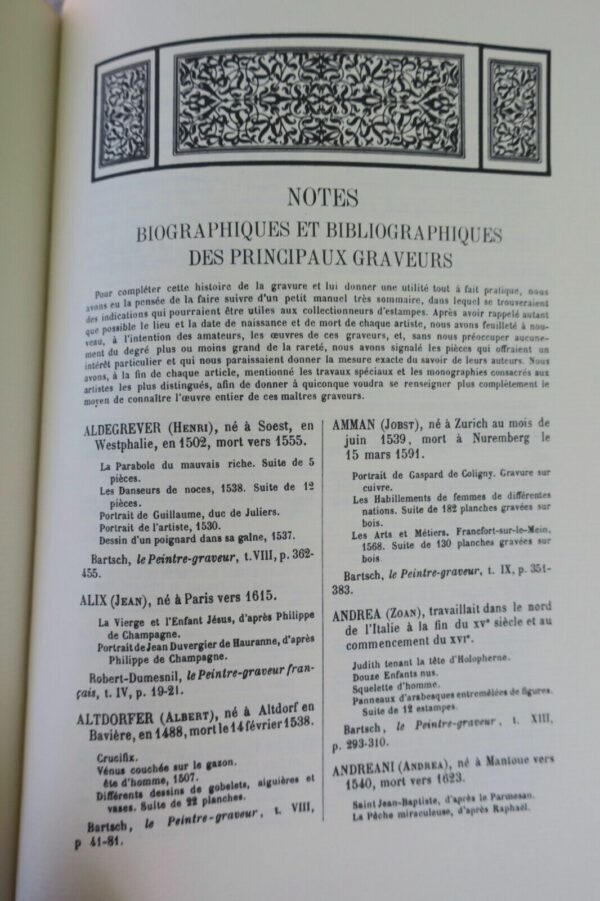 NOTES
BIOGRAPHIQUES ET BIBLIOGRAPHIQUES
DES PRINCIPAUX GRAVEURS
Pour compléter cette histoire de la gravure et lui donner une utilité tout à fait pratique, nous
avons eu la pensée de la faire suivre d'un petit manuel très sommaire, dans lequel se trouveraient
des indications qui pourraient être utiles aux collectionneurs d'estampes. Après avoir rappelé autant
que possible le lieu et la date de naissance et de mort de chaque artiste, nous avons feuilleté à nou-
veau, à l'intention des amateurs, les œuvres de ces graveurs, et, sans nous préoccuper aucune-
ment du degré plus ou moins grand de la rareté, nous avons signalé les pièces qui offraient un
intérêt particulier et qui nous paraissaient donner la mesure exacte du savoir de leurs auteurs. Nous
avons, à la fin de chaque article, mentionné les travaux spéciaux et les monographies consacrés aux
artistes les plus distingués, afin de donner à quiconque voudra se renseigner plus complètement le
moyen de connaître l'œuvre entier de ces maîtres graveurs.
ALDEGREVER (HENRI), né à Soest, en
Westphalie, en 1502, mort vers 1555.
La Parabole du mauvais riche. Suite de 5
pièces.
Les Danseurs de noces, 1538. Suite de 12
pièces.
Portrait de Guillaume, duc de Juliers.
Portrait de l'artiste, 1530.
Dessin d'un poignard dans sa gaîne, 1537.
Bartsch, le Peintre-graveur, t. VIII, p. 362-
455.
ALIX (JEAN), né à Paris vers 1615.
La Vierge et l'Enfant Jésus, d'après Philippe
de Champagne.
Portrait de Jean Duvergier de Hauranne, d'après
Philippe de Champagne.
Robert-Dumesnil, le Peintre-graveur fran-
çais, t. IV, p. 19-21.
ALTDORFER (ALBERT), né à Altdorf en
Bavière, en 1488, mort le 14 février 1538.
Crucifix.
Vénus couchée sur le gazon.
ête d'homme, 1507.
Différents dessins de gobelets, aiguières et
vases. Suite de 22 planches.
Bartsch, le Peintre-graveur, t. VIII,
p 41-81.
AMMAN (JOBST), né à Zurich au mois de
juin 1539, mort à Nuremberg le
15 mars 1591.
Portrait de Gaspard de Coligny. Gravure sur
cuivre.
Les Habillements de femmes de différentes
nations. Suite de 182 planches gravées sur
bois.
Les Arts et Métiers. Francfort-sur-le-Mein,
1568. Suite de 130 planches gravées sur
bois
Bartsch, le Peintre-graveur, t. IX, p. 351-
383.
ANDREA (ZOAN), travaillait dans le nord
de l'Italie à la fin du XVe siècle et au
commencement du XVIe.
Judith tenant la tête d'Holopherne.
Douze Enfants nus.
Squelette d'homme.
Panneaux d'arabesques entremêlées de figures.
Suite de 12 estampes.
Bartsch, le Peintre-graveur, t. XIII,
p. 293-310.
ANDREANI (ANDREA), né à Mantoue vers
1540, mort vers 1623.
Saint Jean-Baptiste, d'après le Parmesan.
La Pêche miraculeuse, d'après Raphaël.